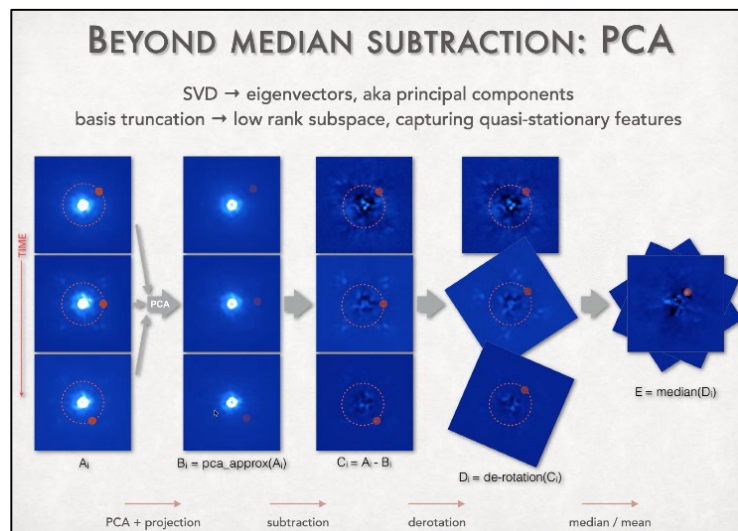 BEYOND MEDIAN SUBTRACTION: PCA
SVD → eigenvectors, aka principal components
basis truncation → low rank subspace, capturing quasi-stationary features
TIME
PCA
Aᵢ
Bᵢ = pca_approx(Aᵢ)
Cᵢ = Aᵢ - Bᵢ
Dᵢ = de-rotation(Cᵢ)
E = median(Dᵢ)
PCA + projection
subtraction
derotation
median / mean